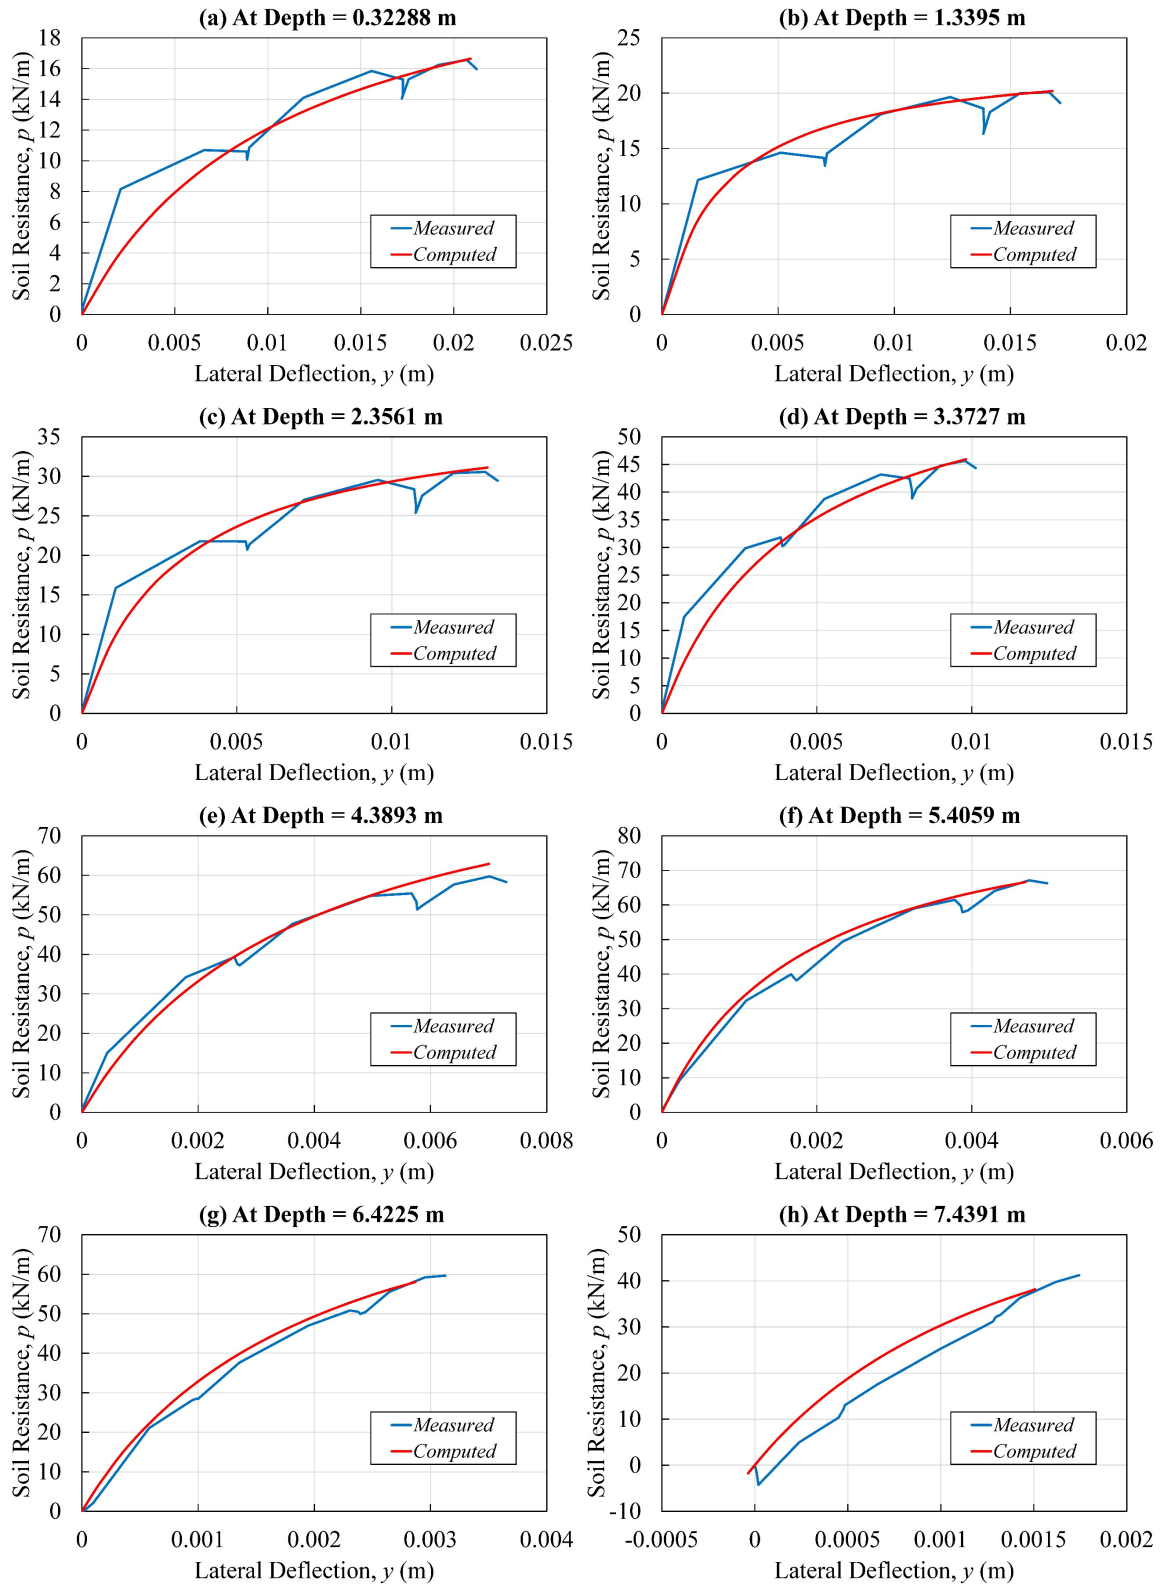 (a) At Depth = 0.32288 m
Soil Resistance, p (kN/m)
18
16
14
12
10
8
6
4
2
0
Measured
Computed
0 0.005 0.01 0.015 0.02 0.025
Lateral Deflection, y (m)
(b) At Depth = 1.3395 m
Soil Resistance, p (kN/m)
25
20
15
10
5
0
Measured
Computed
0 0.005 0.01 0.015 0.02
Lateral Deflection, y (m)
(c) At Depth = 2.3561 m
Soil Resistance, p (kN/m)
35
30
25
20
15
10
5
0
Measured
Computed
0 0.005 0.01 0.015
Lateral Deflection, y (m)
(d) At Depth = 3.3727 m
Soil Resistance, p (kN/m)
50
45
40
35
30
25
20
15
10
5
0
Measured
Computed
0 0.005 0.01 0.015
Lateral Deflection, y (m)
(e) At Depth = 4.3893 m
Soil Resistance, p (kN/m)
70
60
50
40
30
20
10
0
Measured
Computed
0 0.002 0.004 0.006 0.008
Lateral Deflection, y (m)
(f) At Depth = 5.4059 m
Soil Resistance, p (kN/m)
80
70
60
50
40
30
20
10
0
Measured
Computed
0 0.002 0.004 0.006
Lateral Deflection, y (m)
(g) At Depth = 6.4225 m
Soil Resistance, p (kN/m)
70
60
50
40
30
20
10
0
Measured
Computed
0 0.001 0.002 0.003 0.004
Lateral Deflection, y (m)
(h) At Depth = 7.4391 m
Soil Resistance, p (kN/m)
50
40
30
20
10
0
-10
Measured
Computed
-0.0005 0 0.0005 0.001 0.0015 0.002
Lateral Deflection, y (m)